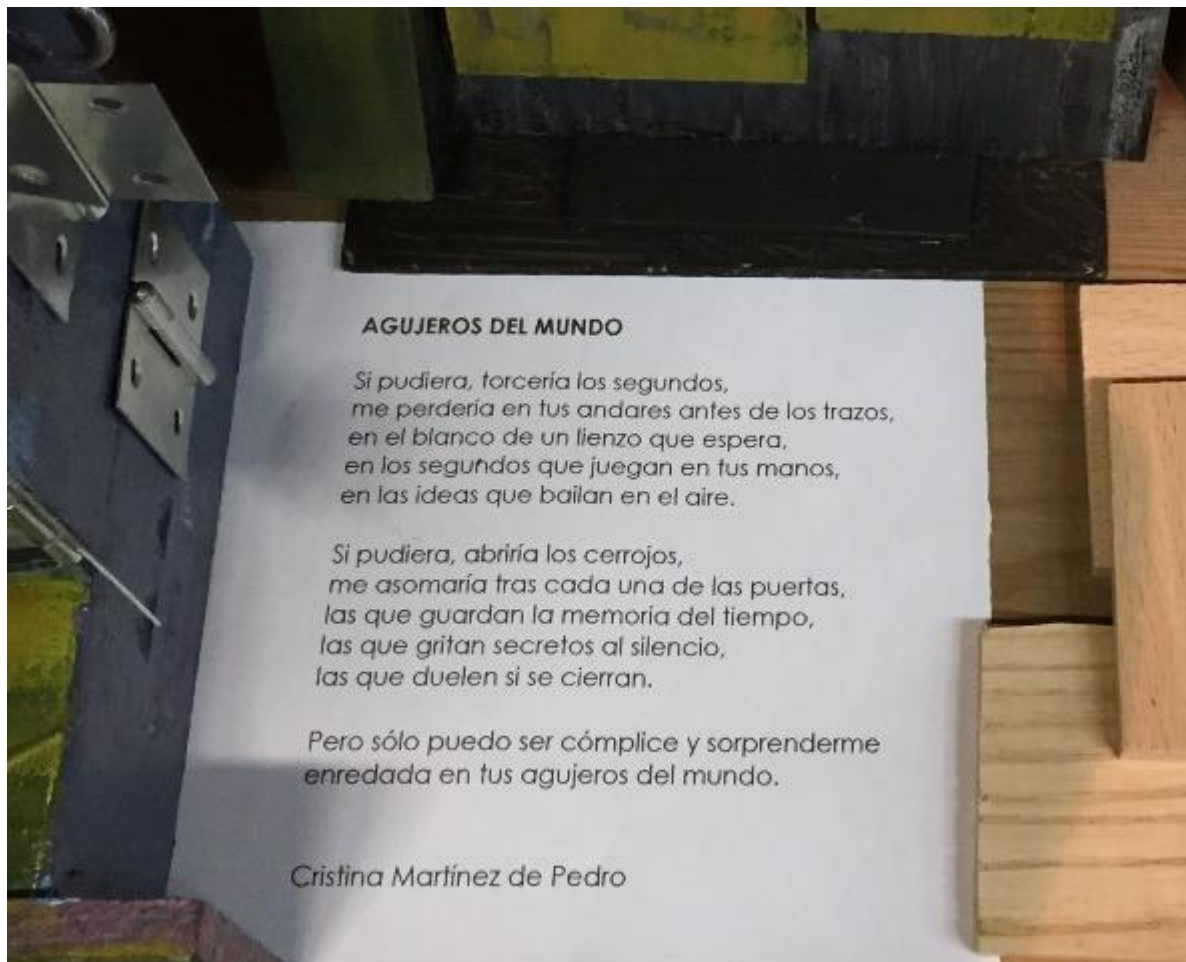 AGUJEROS DEL MUNDO
Si pudiera, torcería los segundos,
me perdería en tus andares antes de los trazos,
en el blanco de un lienzo que espera,
en los segundos que juegan en tus manos,
en las ideas que bailan en el aire.
Si pudiera, abriría los cerrojos,
me asomaría tras cada una de las puertas,
las que guardan la memoria del tiempo,
las que gritan secretos al silencio,
las que duelen si se cierran.
Pero sólo puedo ser cómplice y sorprenderme
enredada en tus agujeros del mundo.
Cristina Martínez de Pedro